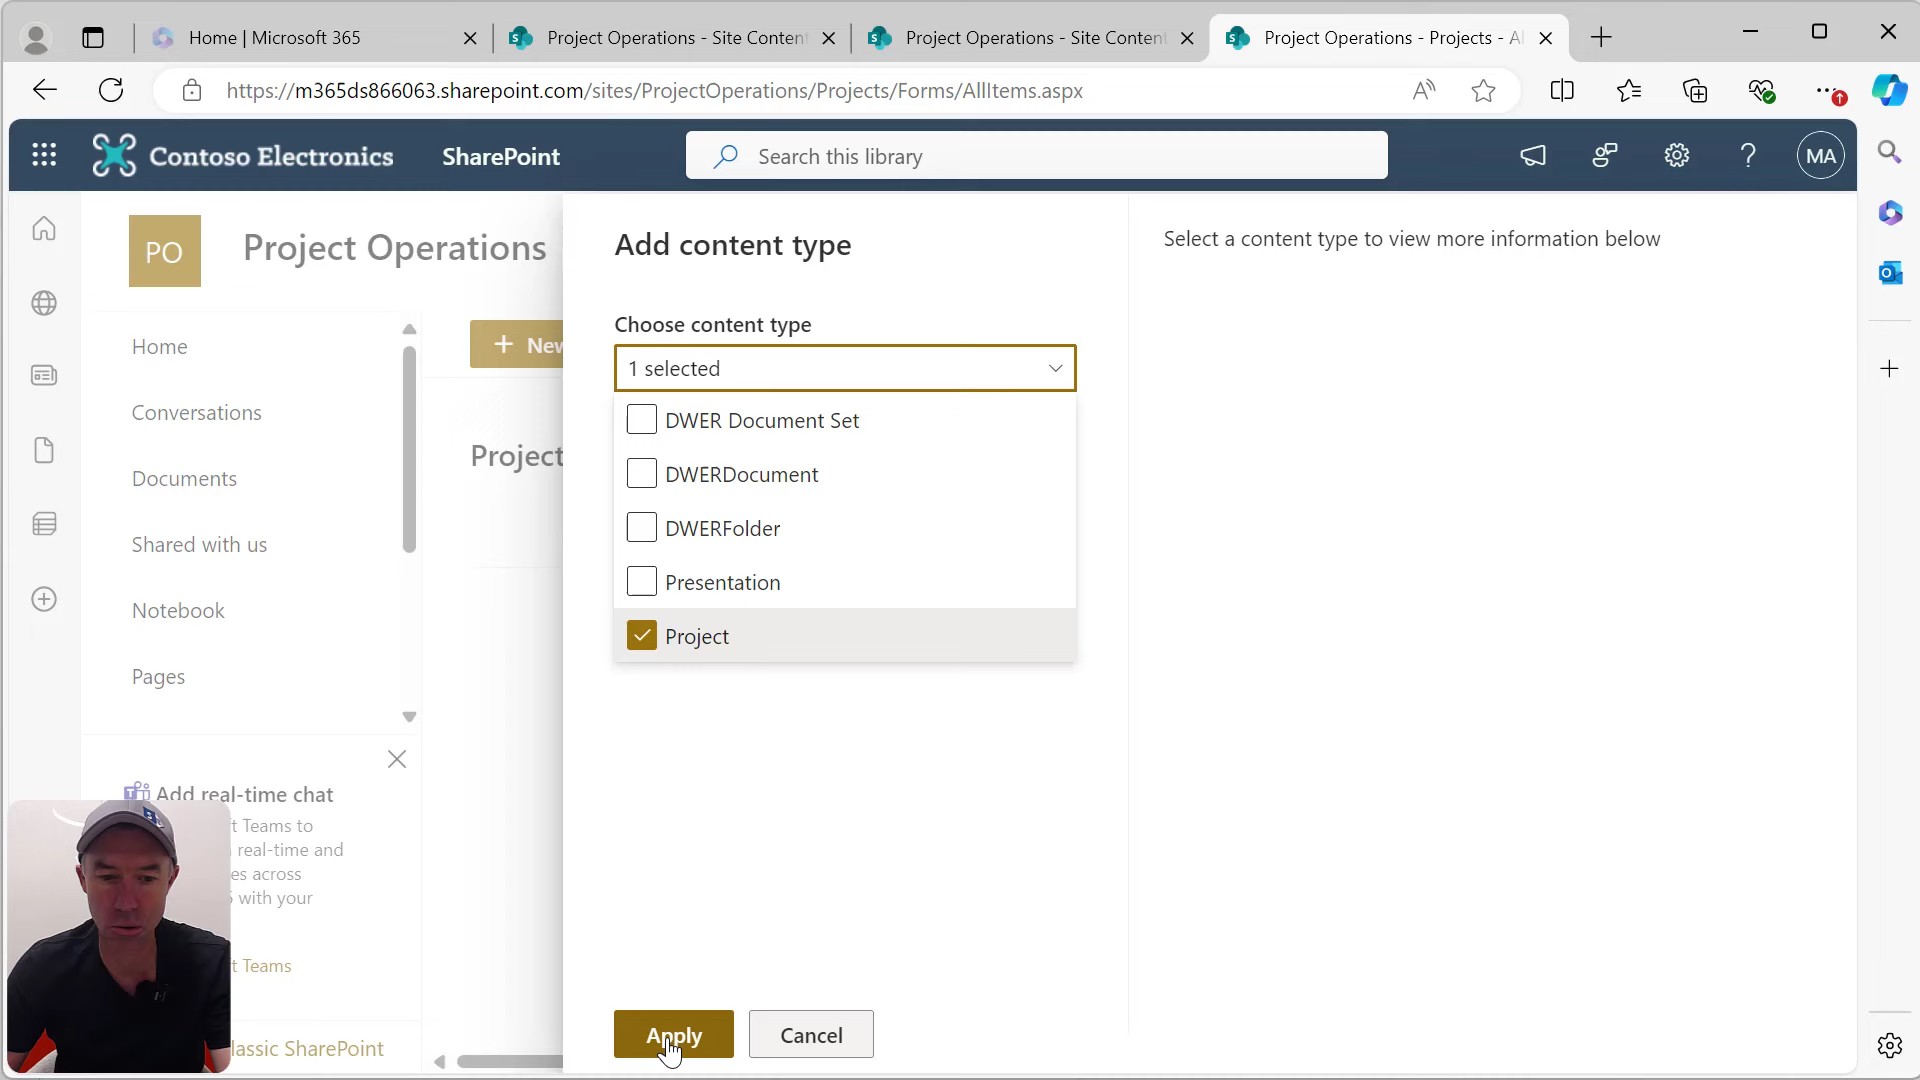 Home | Microsoft 365
Project Operations - Site Conten
Project Operations - Site Conten
Project Operations - Projects - Al
https://m365ds866063.sharepoint.com/sites/ProjectOperations/Projects/Forms/AllItems.aspx
Contoso Electronics
SharePoint
Search this library
MA
PO
Project Operations
Home
Conversations
Documents
Shared with us
Notebook
Pages
Add real-time chat
t Teams to
real-time and
es across
with your
t Teams
lassic SharePoint
New
Project
Add content type
Choose content type
1 selected
DWER Document Set
DWERDocument
DWERFolder
Presentation
Project
Apply
Cancel
Select a content type to view more information below